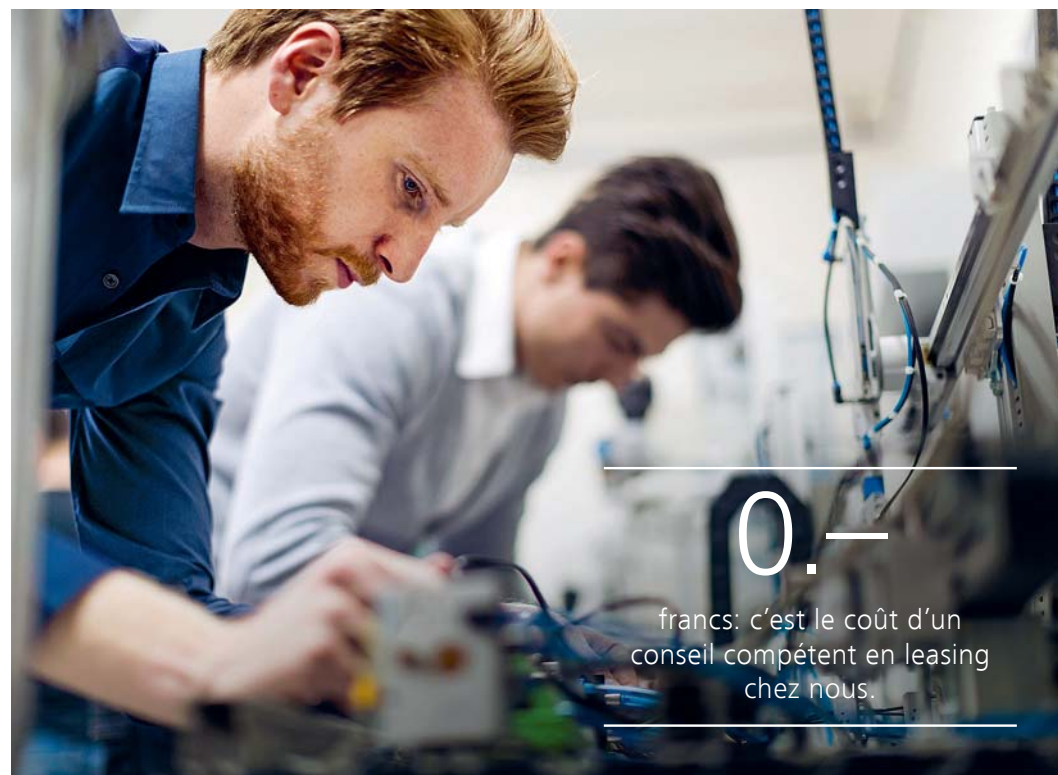 0.—
francs: c’est le coût d’un
conseil compétent en leasing
chez nous.